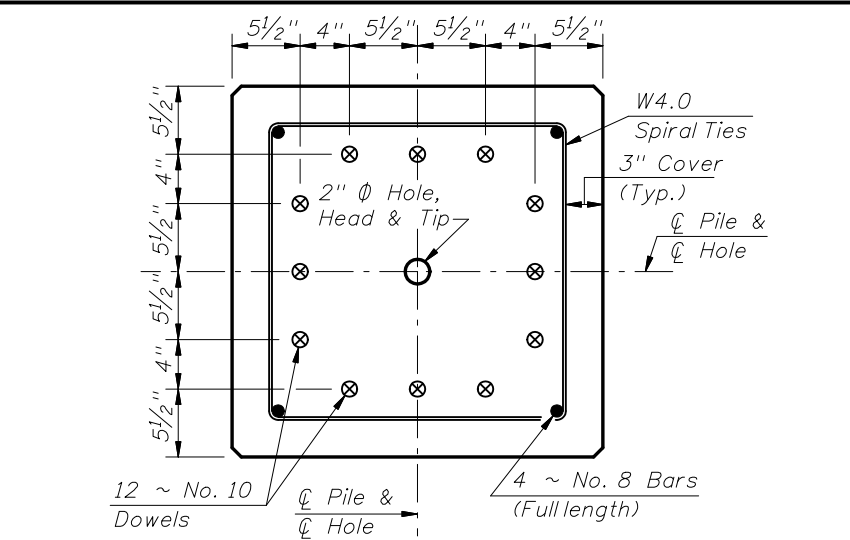 5½" 4" 5½" 5½" 4" 5½"
5½"
4"
5½"
5½"
4"
5½"
W4.0
Spiral Ties
3" Cover
(Typ.)
2" ϕ Hole,
Head & Tip
℄ Pile &
℄ Hole
12 ~ No. 10
Dowels
℄ Pile &
℄ Hole
4 ~ No. 8 Bars
(Full length)